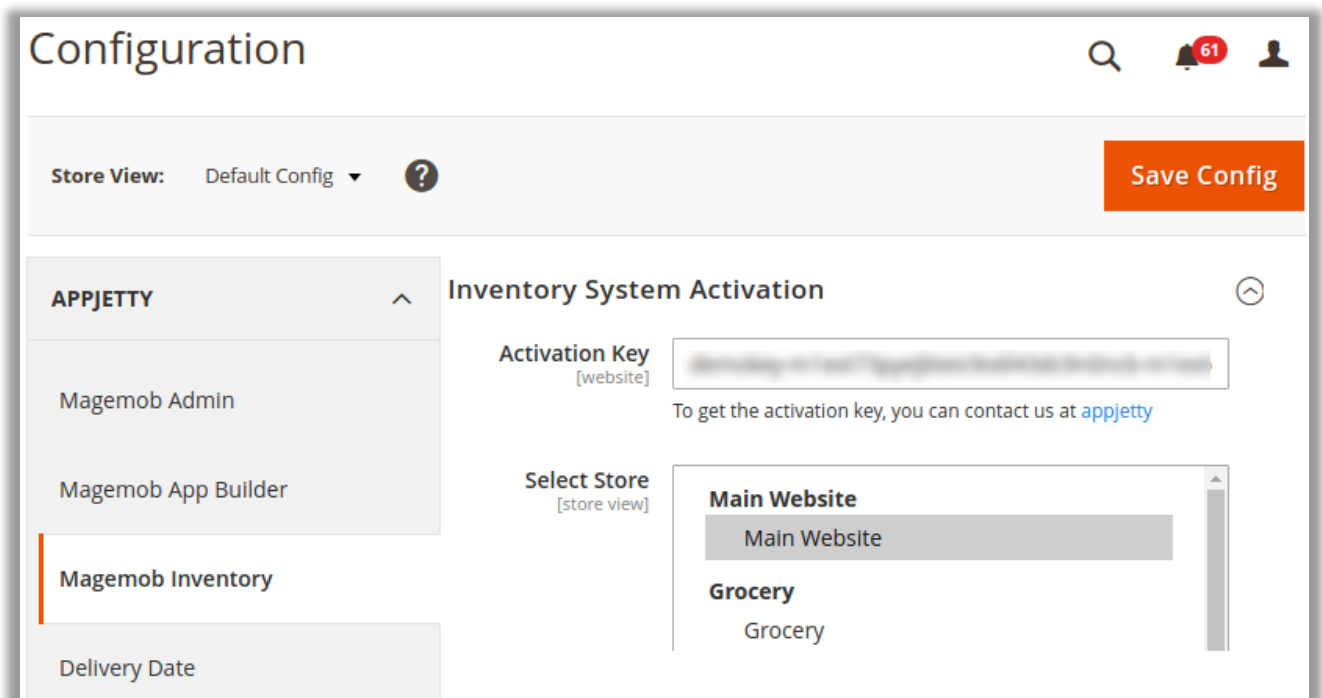 Configuration
61
Store View: Default Config
?
Save Config
APPJETTY
Magemob Admin
Magemob App Builder
Magemob Inventory
Delivery Date
Inventory System Activation
Activation Key
[website]
To get the activation key, you can contact us at appjetty
Select Store
[store view]
Main Website
Main Website
Grocery
Grocery